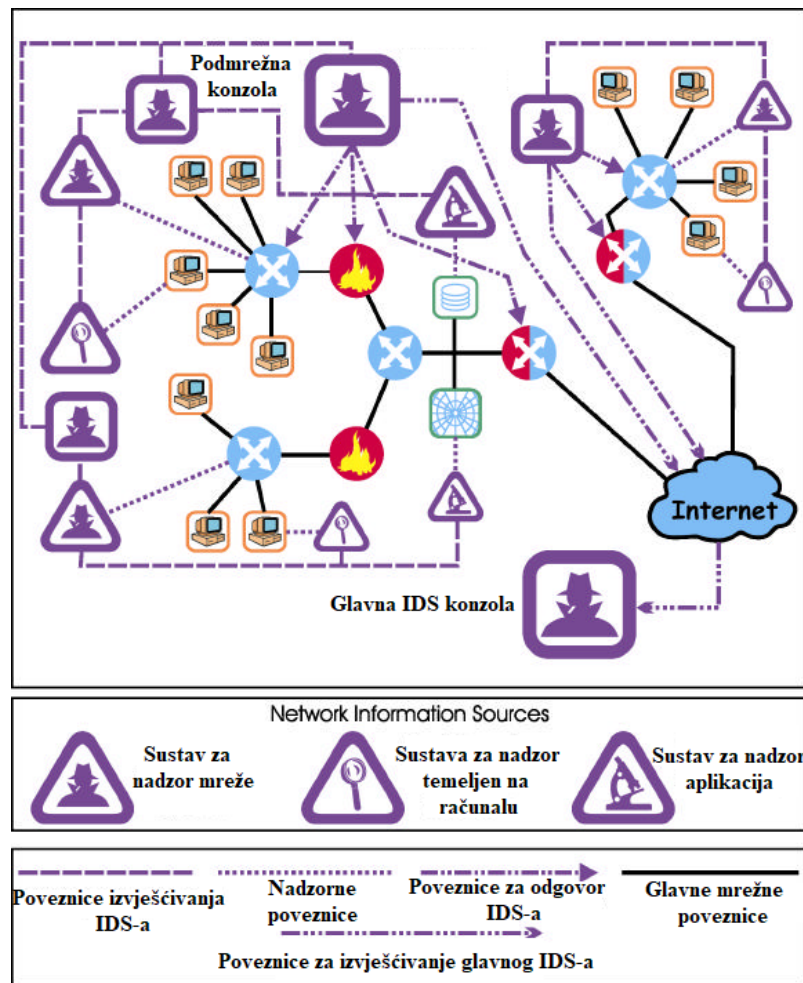 Podmrežna
konzola
Internet
Glavna IDS konzola
Network Information Sources
Sustav za
nadzor mreže
Sustava za nadzor
temeljen na
računalu
Sustav za nadzor
aplikacija
Poveznice izvješćivanja
IDS-a
Nadzorne
poveznice
Poveznice za odgovor
IDS-a
Glavne mrežne
poveznice
Poveznice za izvješćivanje glavnog IDS-a